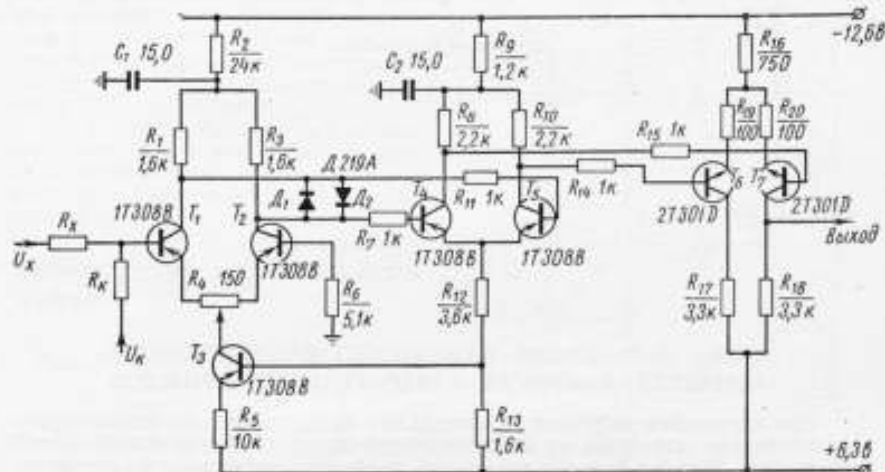 R₂
24к
C₁ 15,0
R₁
1,6к
R₃
1,6к
Д219А
Д₁
Д₂
1Т308В
T₁
T₂
1Т308В
Rх
Uх
Rк
Uк
R₄ 150
R₆
5,1к
T₃
1Т308В
R₅
10к
R₉
1,2к
C₂ 15,0
R₈
2,2к
R₁₀
2,2к
R₁₁ 1к
R₇ 1к
T₄
T₅
1Т308В
1Т308В
R₁₂
3,6к
R₁₃
1,6к
R₁₅ 1к
R₁₄ 1к
R₁₆
750
R₁₉
100
R₂₀
100
T₆
T₇
2Т301D
2Т301D
Выход
R₁₇
3,3к
R₁₈
3,3к
−12,6в
+6,3в